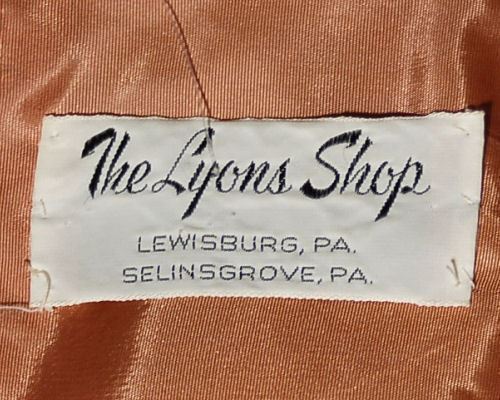 The Lyons Shop
LEWISBURG, PA.
SELINSGROVE, PA.